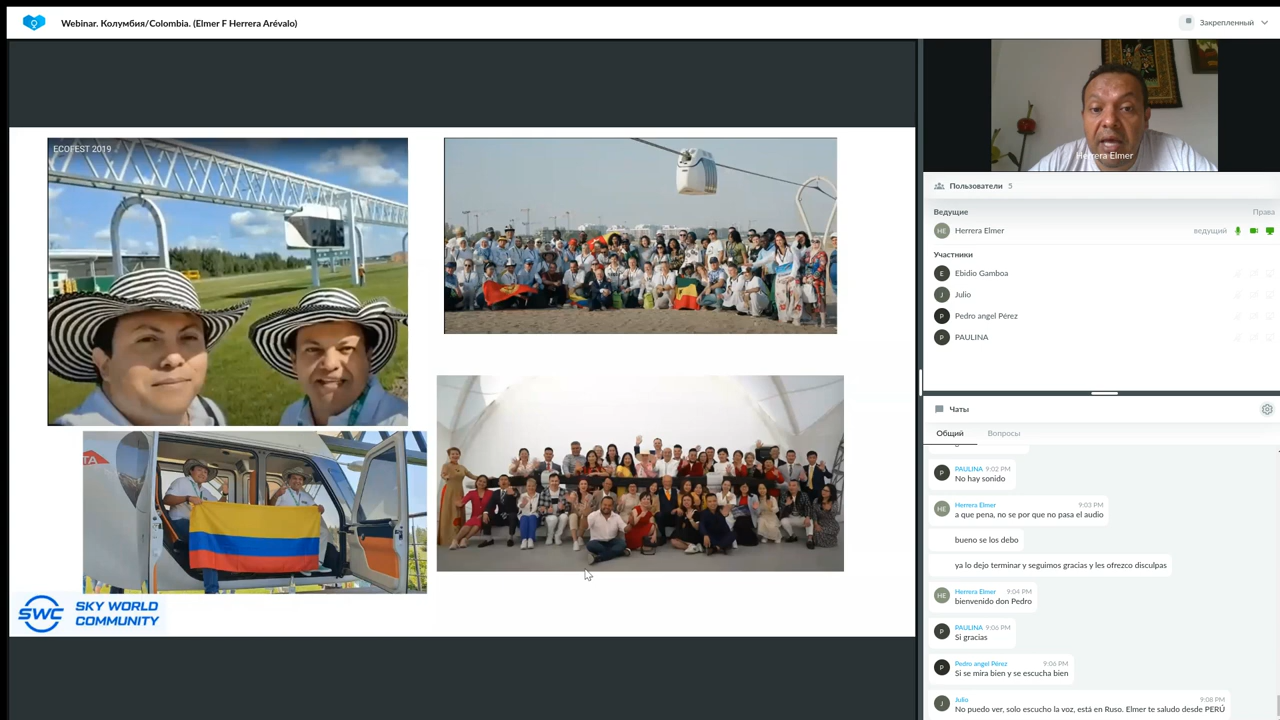 Webinar. Колумбия/Colombia. (Elmer F Herrera Arévalo)
Закрепленный
ECOFEST 2019
SWC SKY WORLD
COMMUNITY
Herrera Elmer
Пользователи 5
Ведущие Права
HE Herrera Elmer ведущий
Участники
E Ebidio Gamboa
J Julio
P Pedro angel Pérez
P PAULINA
Чаты
Общий Вопросы
P PAULINA 9:02 PM
No hay sonido
HE Herrera Elmer 9:03 PM
a que pena, no se por que no pasa el audio
bueno se los debo
ya lo dejo terminar y seguimos gracias y les ofrezco disculpas
HE Herrera Elmer 9:04 PM
bienvenido don Pedro
P PAULINA 9:06 PM
Si gracias
P Pedro angel Pérez 9:06 PM
Si se mira bien y se escucha bien
J Julio 9:08 PM
No puedo ver, solo escucho la voz, está en Ruso. Elmer te saludo desde PERÚ